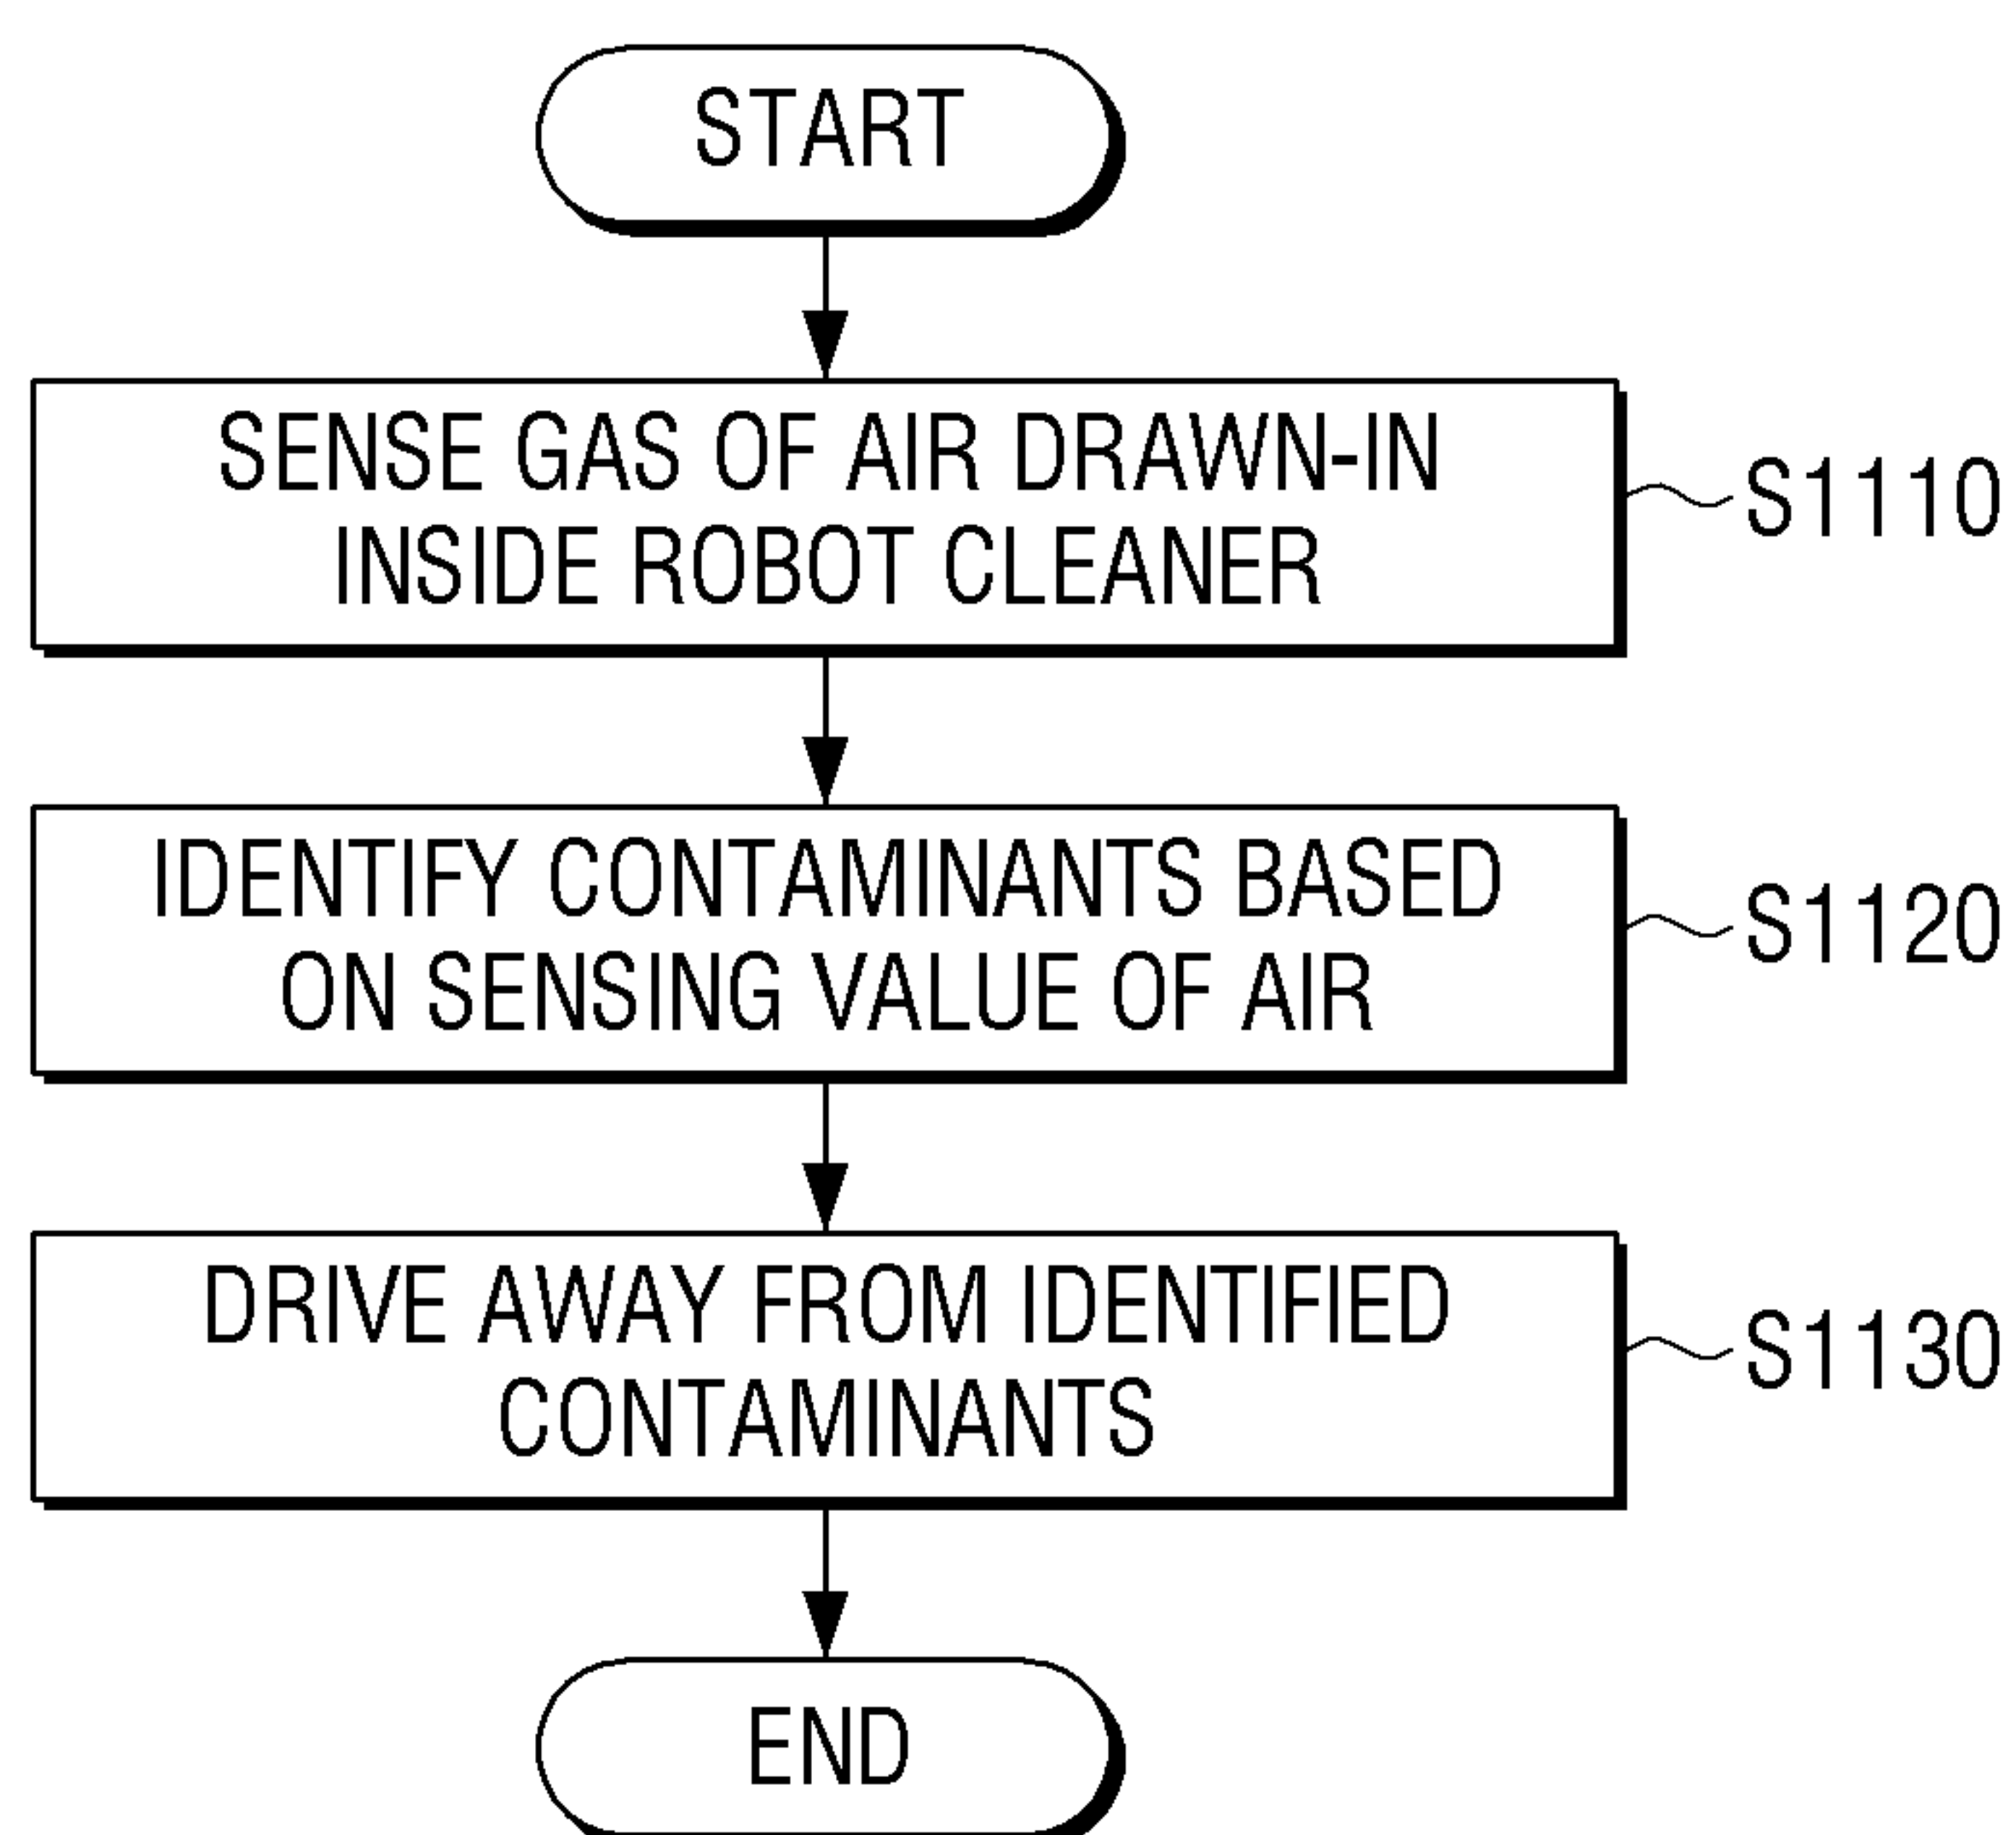 START
SENSE GAS OF AIR DRAWN-IN
INSIDE ROBOT CLEANER
S1110
IDENTIFY CONTAMINANTS BASED
ON SENSING VALUE OF AIR
S1120
DRIVE AWAY FROM IDENTIFIED
CONTAMINANTS
S1130
END